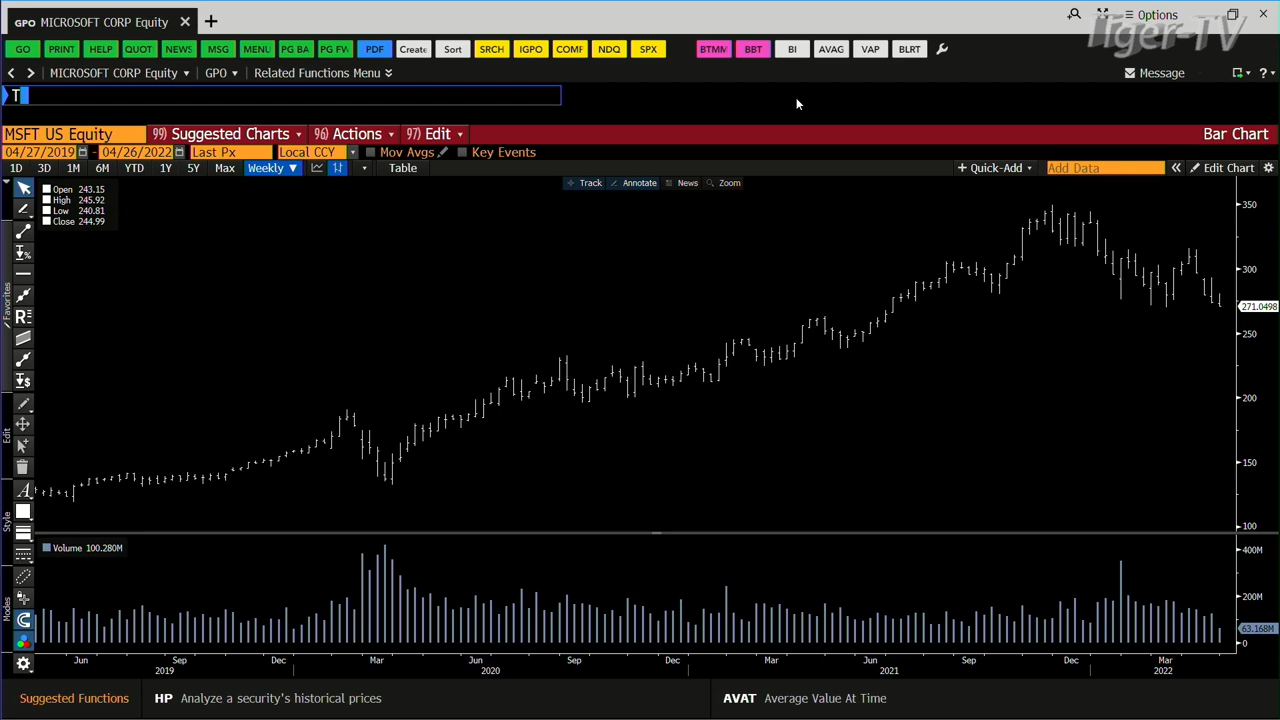 GPO MICROSOFT CORP Equity
Options
Tiger-TV
GO PRINT HELP QUOT NEWS MSG MENU PG BA PG FW PDF Create Sort SRCH IGPO COMF NDQ SPX BTMM BBT BI AVAG VAP BLRT
MICROSOFT CORP Equity GPO Related Functions Menu Message ?
T
MSFT US Equity 99) Suggested Charts 96) Actions 97) Edit Bar Chart
04/27/2019 - 04/26/2022 Last Px Local CCY Mov Avgs Key Events
1D 3D 1M 6M YTD 1Y 5Y Max Weekly ▼ Table + Quick-Add Add Data « Edit Chart
Track Annotate News Zoom
Open 243.15
High 245.92
Low 240.81
Close 244.99
350
300
271.0498
250
200
150
100
Favorites
Edit
Style
Modes
Volume 100.280M
400M
200M
63.168M
0
Jun Sep Dec Mar Jun Sep Dec Mar Jun Sep Dec Mar
2019 2020 2021 2022
Suggested Functions HP Analyze a security's historical prices AVAT Average Value At Time